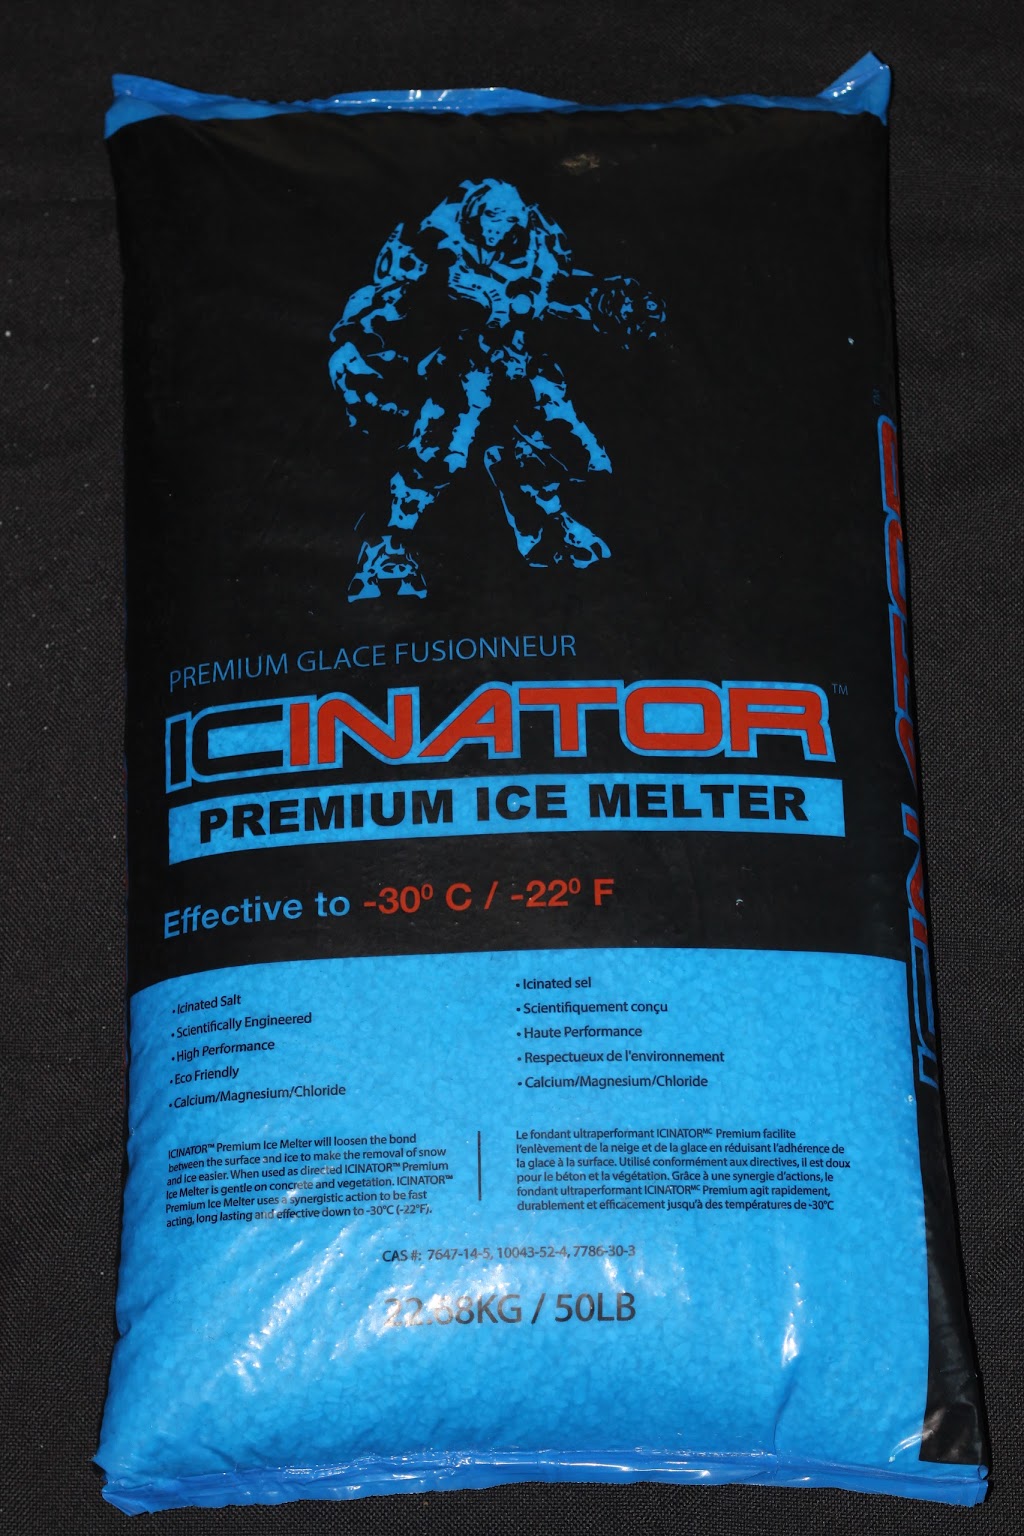 PREMIUM GLACE FUSIONNEUR
ICINATOR™
PREMIUM ICE MELTER
Effective to -30⁰ C / -22⁰ F
• Icinated Salt
• Scientifically Engineered
• High Performance
• Eco Friendly
• Calcium/Magnesium/Chloride
• Icinated sel
• Scientifiquement conçu
• Haute Performance
• Respectueux de l'environnement
• Calcium/Magnesium/Chloride
ICINATOR™ Premium Ice Melter will loosen the bond
between the surface and ice to make the removal of snow
and ice easier. When used as directed ICINATOR™ Premium
Ice Melter is gentle on concrete and vegetation. ICINATOR™
Premium Ice Melter uses a synergistic action to be fast
acting, long lasting and effective down to -30°C (-22°F).
Le fondant ultraperformant ICINATORᴹᶜ Premium facilite
l'enlèvement de la neige et de la glace en réduisant l'adhérence de
la glace à la surface. Utilisé conformément aux directives, il est doux
pour le béton et la végétation. Grâce à une synergie d'actions, le
fondant ultraperformant ICINATORᴹᶜ Premium agit rapidement,
durablement et efficacement jusqu'à des températures de -30°C
CAS #: 7647-14-5, 10043-52-4, 7786-30-3
22.68KG / 50LB
ICINATOR™